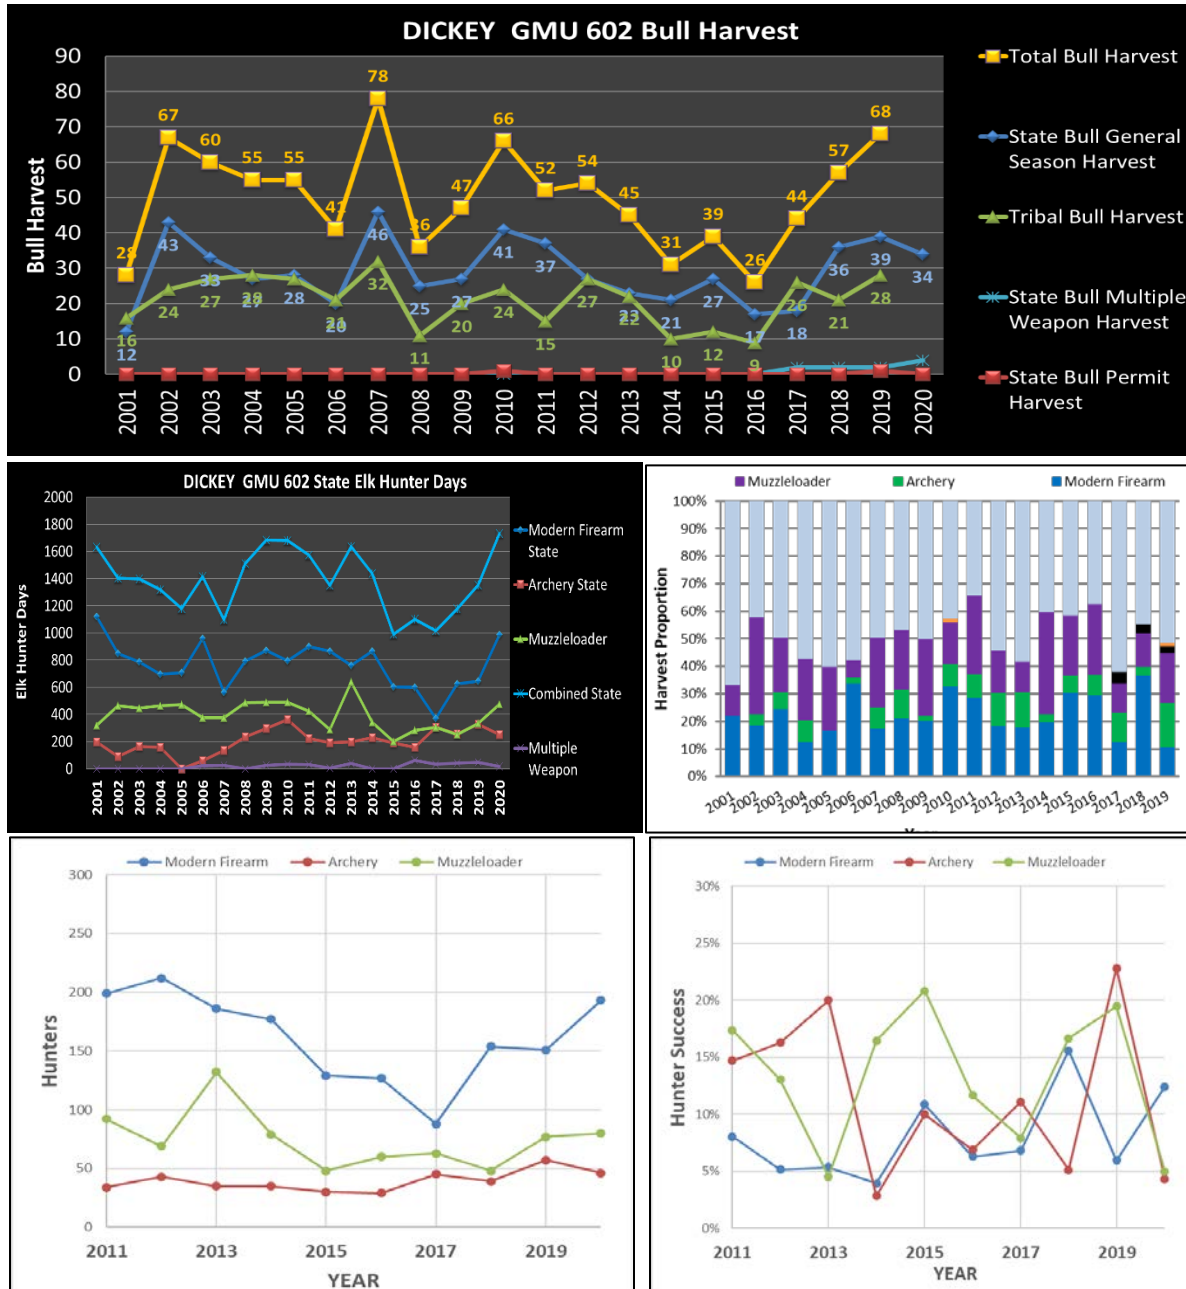 DICKEY GMU 602 Bull Harvest
90
80
70
60
50
40
30
20
10
0
Bull Harvest
28 67 60 55 55 41 78 36 47 66 52 54 45 31 39 26 44 57 68
12 43 33 27 28 20 46 25 27 41 37 23 21 27 17 18 36 39 34
16 24 27 28 21 32 11 20 24 15 27 22 10 12 9 26 21 28
2001 2002 2003 2004 2005 2006 2007 2008 2009 2010 2011 2012 2013 2014 2015 2016 2017 2018 2019 2020
Total Bull Harvest
State Bull General
Season Harvest
Tribal Bull Harvest
State Bull Multiple
Weapon Harvest
State Bull Permit
Harvest
DICKEY GMU 602 State Elk Hunter Days
2000
1800
1600
1400
1200
1000
800
600
400
200
0
Elk Hunter Days
2001 2002 2003 2004 2005 2006 2007 2008 2009 2010 2011 2012 2013 2014 2015 2016 2017 2018 2019 2020
Modern Firearm
State
Archery State
Muzzleloader
Combined State
Multiple
Weapon
Muzzleloader Archery Modern Firearm
100%
90%
80%
70%
60%
50%
40%
30%
20%
10%
0%
Harvest Proportion
2001 2002 2003 2004 2005 2006 2007 2008 2009 2010 2011 2012 2013 2014 2015 2016 2017 2018 2019
Modern Firearm Archery Muzzleloader
300
250
200
150
100
50
0
Hunters
2011 2013 2015 2017 2019
YEAR
Modern Firearm Archery Muzzleloader
30%
25%
20%
15%
10%
5%
0%
Hunter Success
2011 2013 2015 2017 2019
YEAR